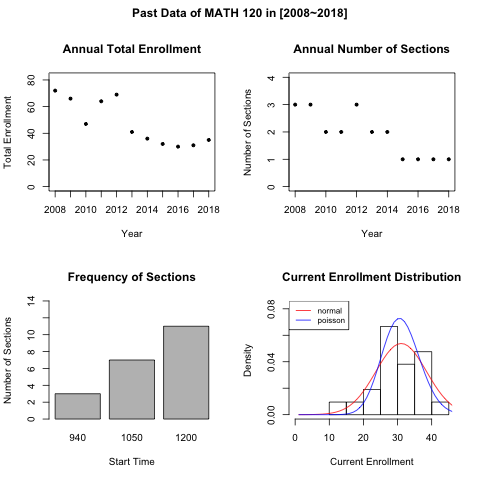 Past Data of MATH 120 in [2008~2018]
Annual Total Enrollment
Total Enrollment
80
60
40
20
0
2008 2010 2012 2014 2016 2018
Year
Annual Number of Sections
Number of Sections
4
3
2
1
0
2008 2010 2012 2014 2016 2018
Year
Frequency of Sections
Number of Sections
14
12
10
8
6
4
2
0
940 1050 1200
Start Time
Current Enrollment Distribution
normal
poisson
Density
0.08
0.04
0.00
0 10 20 30 40
Current Enrollment